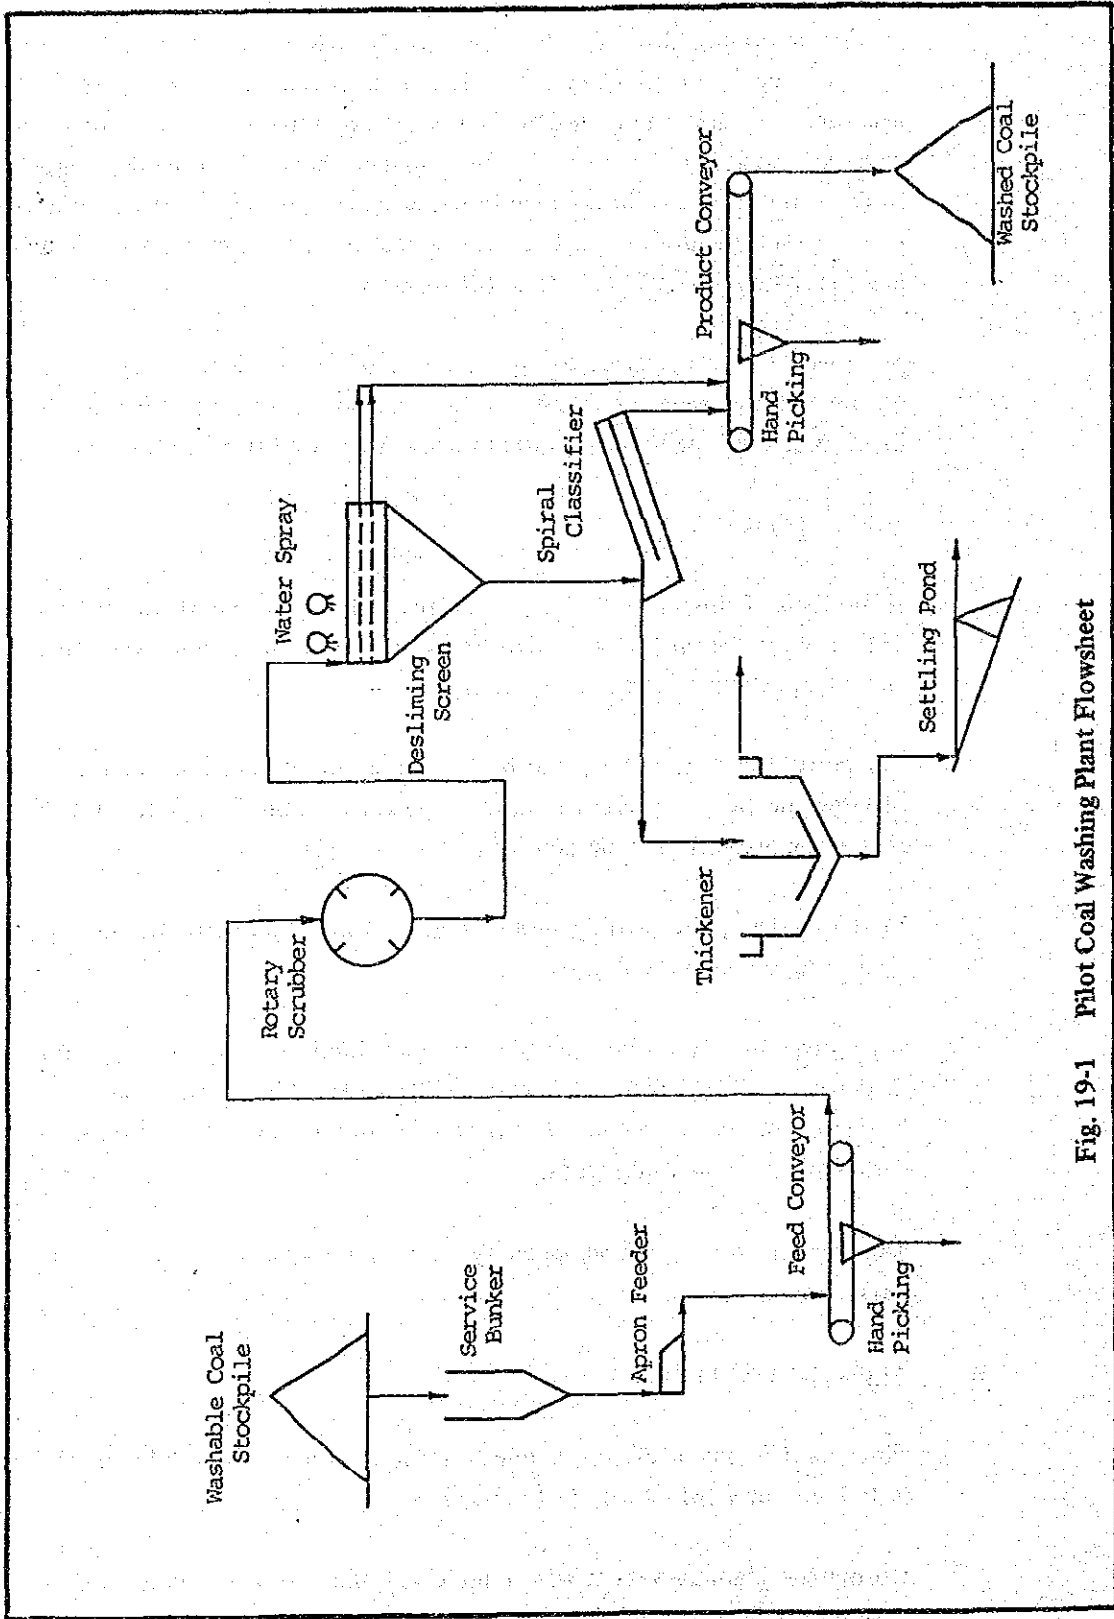 Washable Coal
Stockpile
Service
Bunker
Apron Feeder
Feed Conveyor
Hand
Picking
Rotary
Scrubber
Water Spray
Desliming
Screen
Spiral
Classifier
Thickener
Settling Pond
Product Conveyor
Hand
Picking
Washed Coal
Stockpile
Fig. 19-1 Pilot Coal Washing Plant Flowsheet